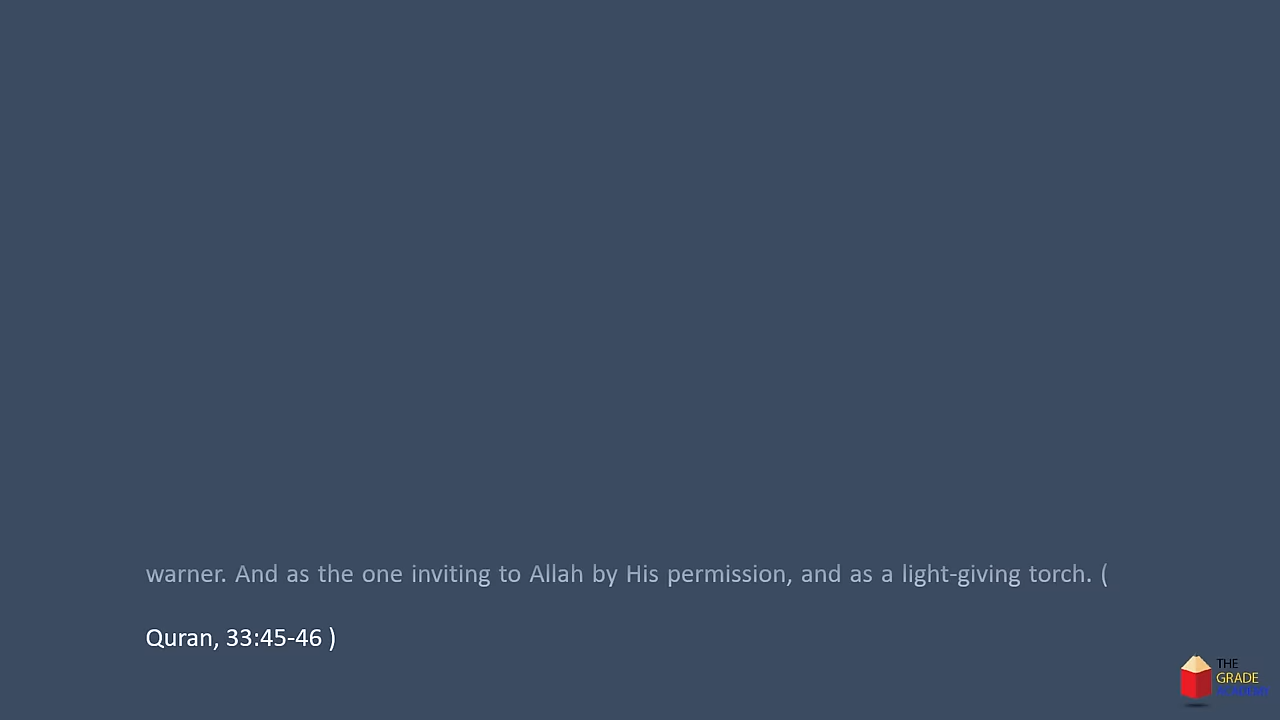 warner. And as the one inviting to Allah by His permission, and as a light-giving torch. (
Quran, 33:45-46 )
THE
GRADE
ACADEMY